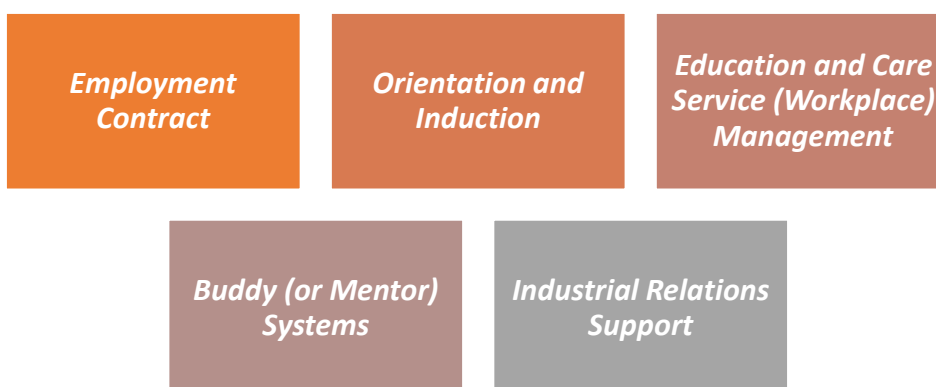 Employment
Contract
Orientation and
Induction
Education and Care
Service (Workplace)
Management
Buddy (or Mentor)
Systems
Industrial Relations
Support